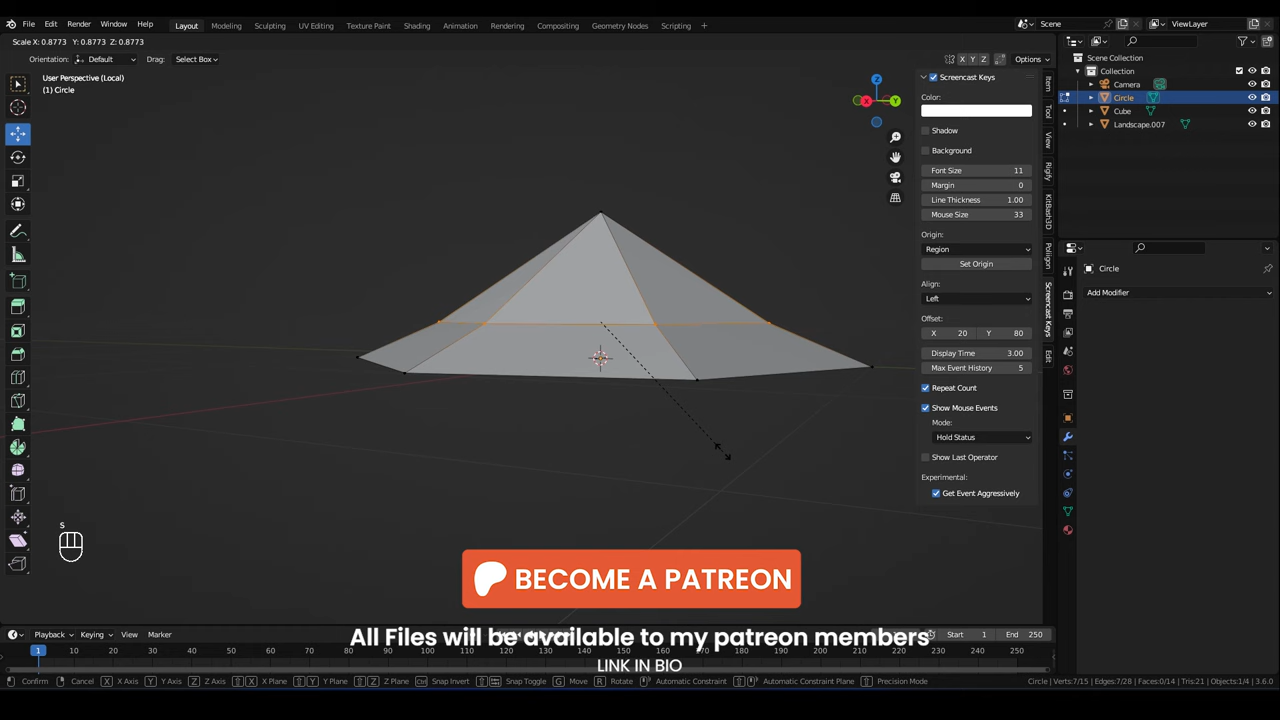 File Edit Render Window Help Layout Modeling Sculpting UV Editing Texture Paint Shading Animation Rendering Compositing Geometry Nodes Scripting + Scene ViewLayer
Scale X: 0.8773 Y: 0.8773 Z: 0.8773
Orientation: Default Drag: Select Box X Y Z Options
User Perspective (Local)
(1) Circle
Z
X Y
Screencast Keys
Color:
Shadow
Background
Font Size 11
Margin 0
Line Thickness 1.00
Mouse Size 33
Origin:
Region
Set Origin
Align:
Left
Offset:
X 20 Y 80
Display Time 3.00
Max Event History 5
Repeat Count
Show Mouse Events
Mode:
Hold Status
Show Last Operator
Experimental:
Get Event Aggressively
Item
Tool
View
Rigify
KitBash3D
Poliigon
Screencast Keys
Edit
Scene Collection
Collection
Camera
Circle
Cube
Landscape.007
Circle
Add Modifier
S
BECOME A PATREON
All Files will be available to my patreon members
LINK IN BIO
Playback Keying View Marker Start 1 End 250
1 10 20 30 40 50 60 70 80 90 100 110 120 130 140 150 160 170 180 190 200 210 220 230 240 250
Confirm Cancel X X Axis Y Y Axis Z Z Axis X X Plane Y Y Plane Z Z Plane Snap Invert Snap Toggle G Move R Rotate Automatic Constraint Automatic Constraint Plane Precision Mode Circle | Verts:7/15 | Edges:7/28 | Faces:0/14 | Tris:21 | Objects:1/4 | 3.6.0